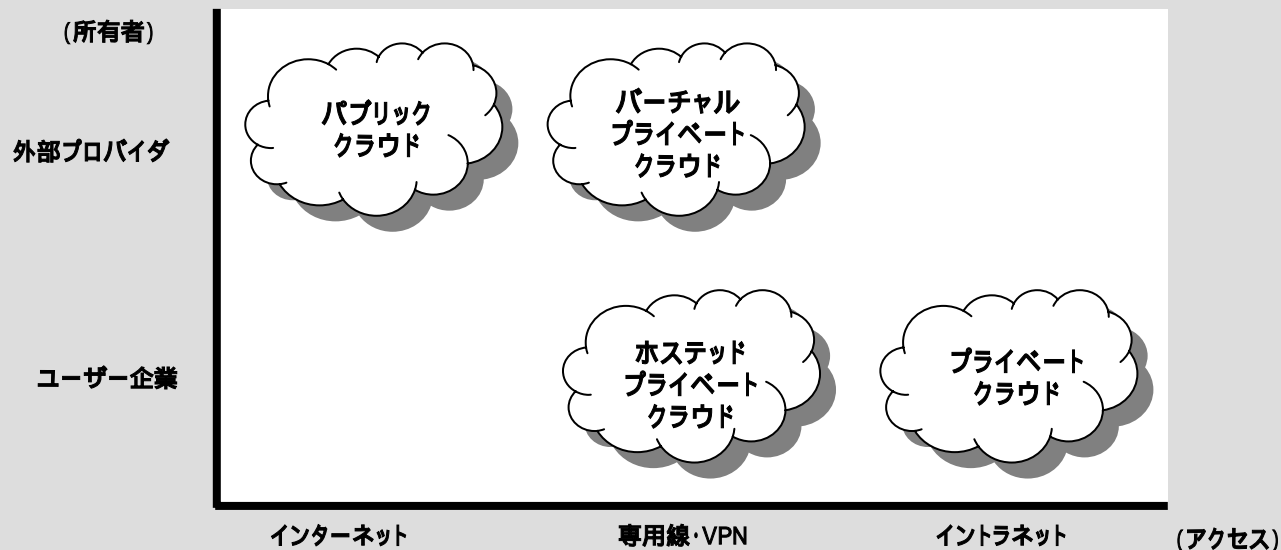 (所有者)
パブリック
クラウド
バーチャル
プライベート
クラウド
外部プロバイダ
ホステッド
プライベート
クラウド
プライベート
クラウド
ユーザー企業
インターネット
専用線・VPN
イントラネット
(アクセス)